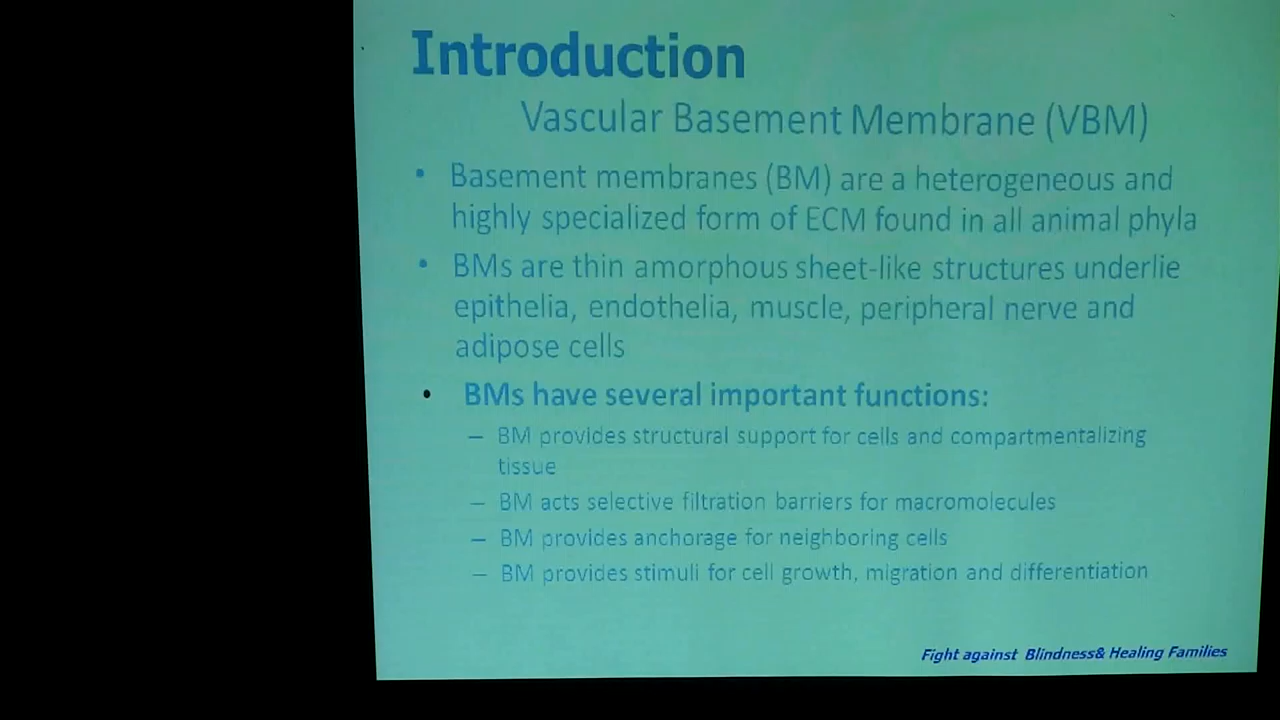 Introduction
Vascular Basement Membrane (VBM)
• Basement membranes (BM) are a heterogeneous and
highly specialized form of ECM found in all animal phyla
• BMs are thin amorphous sheet-like structures underlie
epithelia, endothelia, muscle, peripheral nerve and
adipose cells
• BMs have several important functions:
– BM provides structural support for cells and compartmentalizing
tissue
– BM acts selective filtration barriers for macromolecules
– BM provides anchorage for neighboring cells
– BM provides stimuli for cell growth, migration and differentiation
Fight against Blindness& Healing Families